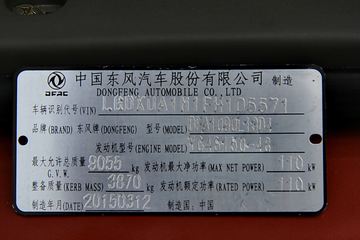 DFAC 中国东风汽车股份有限公司 制造
DONGFENG AUTOMOBILE CO., LTD
车辆识别代号(VIN)
品牌(BRAND) 东风牌(DONGFENG) 型号(MODEL)
发动机型号(ENGINE MODEL)
最大允许总质量 9055 kg 发动机最大净功率(MAX NET POWER) 110 kW
G.V.W.
整备质量(KERB MASS) 3870 kg 发动机额定功率(RATED POWER) 110 kW
制造年月(DATE) 20150312 制造国：中国